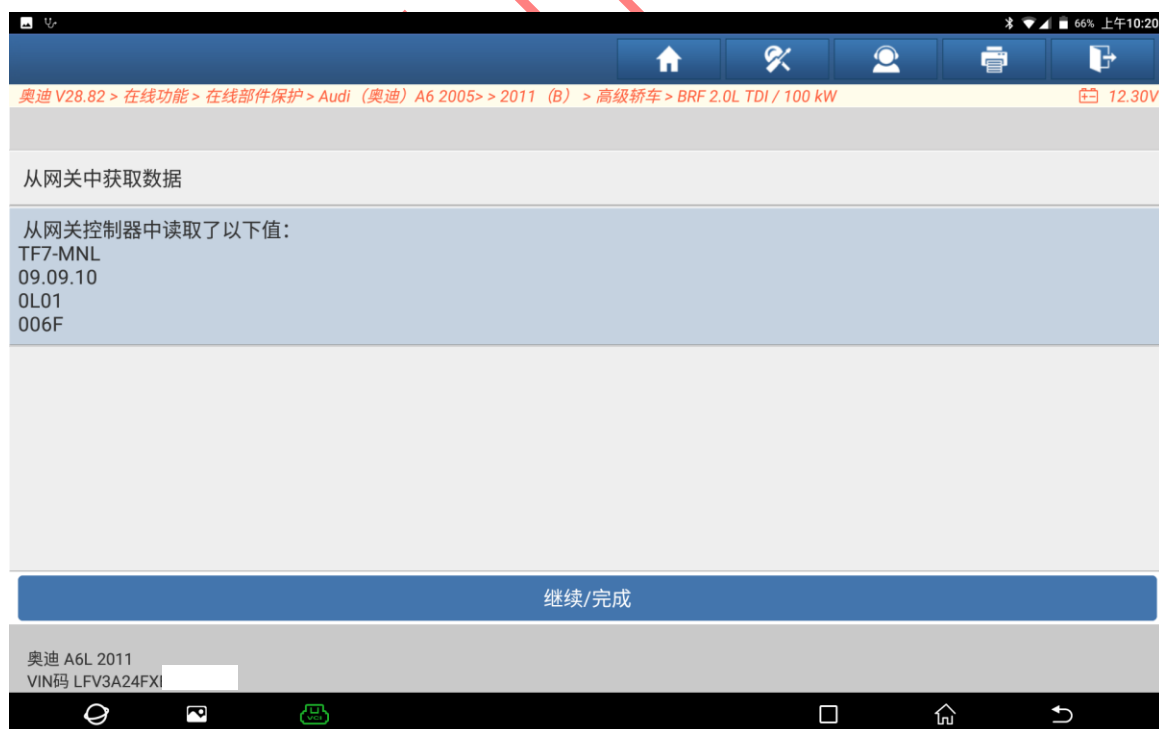 66% 上午10:20
奥迪 V28.82 > 在线功能 > 在线部件保护 > Audi（奥迪）A6 2005> > 2011（B）> 高级轿车 > BRF 2.0L TDI / 100 kW 12.30V
从网关中获取数据
从网关控制器中读取了以下值：
TF7-MNL
09.09.10
0L01
006F
继续/完成
奥迪 A6L 2011
VIN码 LFV3A24FX
VCI